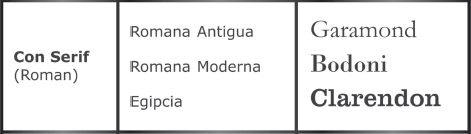 Con Serif
(Roman)
Romana Antigua
Romana Moderna
Egipcia
Garamond
Bodoni
Clarendon